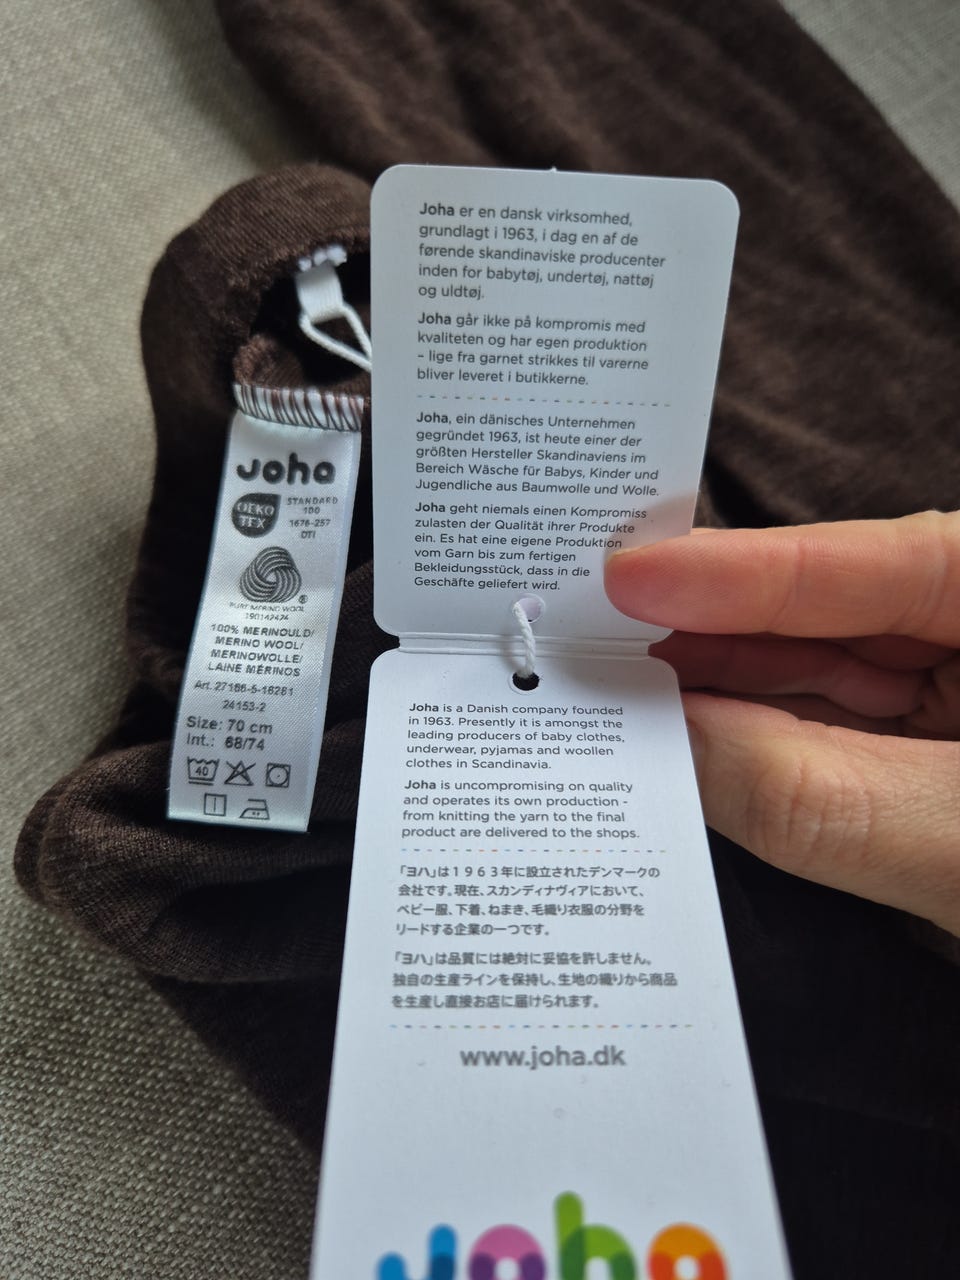 Joha er en dansk virksomhed,
grundlagt i 1963, i dag en af de
førende skandinaviske producenter
inden for babytøj, undertøj, nattøj
og uldtøj.
Joha går ikke på kompromis med
kvaliteten og har egen produktion
– lige fra garnet strikkes til varerne
bliver leveret i butikkerne.
Joha, ein dänisches Unternehmen
gegründet 1963, ist heute einer der
größten Hersteller Skandinaviens im
Bereich Wäsche für Babys, Kinder und
Jugendliche aus Baumwolle und Wolle.
Joha geht niemals einen Kompromiss
zulasten der Qualität ihrer Produkte
ein. Es hat eine eigene Produktion
vom Garn bis zum fertigen
Bekleidungsstück, dass in die
Geschäfte geliefert wird.
Joha is a Danish company founded
in 1963. Presently it is amongst the
leading producers of baby clothes,
underwear, pyjamas and woollen
clothes in Scandinavia.
Joha is uncompromising on quality
and operates its own production -
from knitting the yarn to the final
product are delivered to the shops.
「ヨハ」は１９６３年に設立されたデンマークの
会社です。現在、スカンディナヴィアにおいて、
ベビー服、下着、ねまき、毛織り衣服の分野を
リードする企業の一つです。
「ヨハ」は品質には絶対に妥協を許しません。
独自の生産ラインを保持し、生地の織りから商品
を生産し直接お店に届けられます。
www.joha.dk
Joha
Joha
OEKO
TEX
STANDARD
100
1676-257
DTI
®
PURE MERINO WOOL
190142424
100% MERINOULD/
MERINO WOOL/
MERINOWOLLE/
LAINE MÉRINOS
Art. 27166-5-16281
24153-2
Size: 70 cm
Int.: 68/74
40